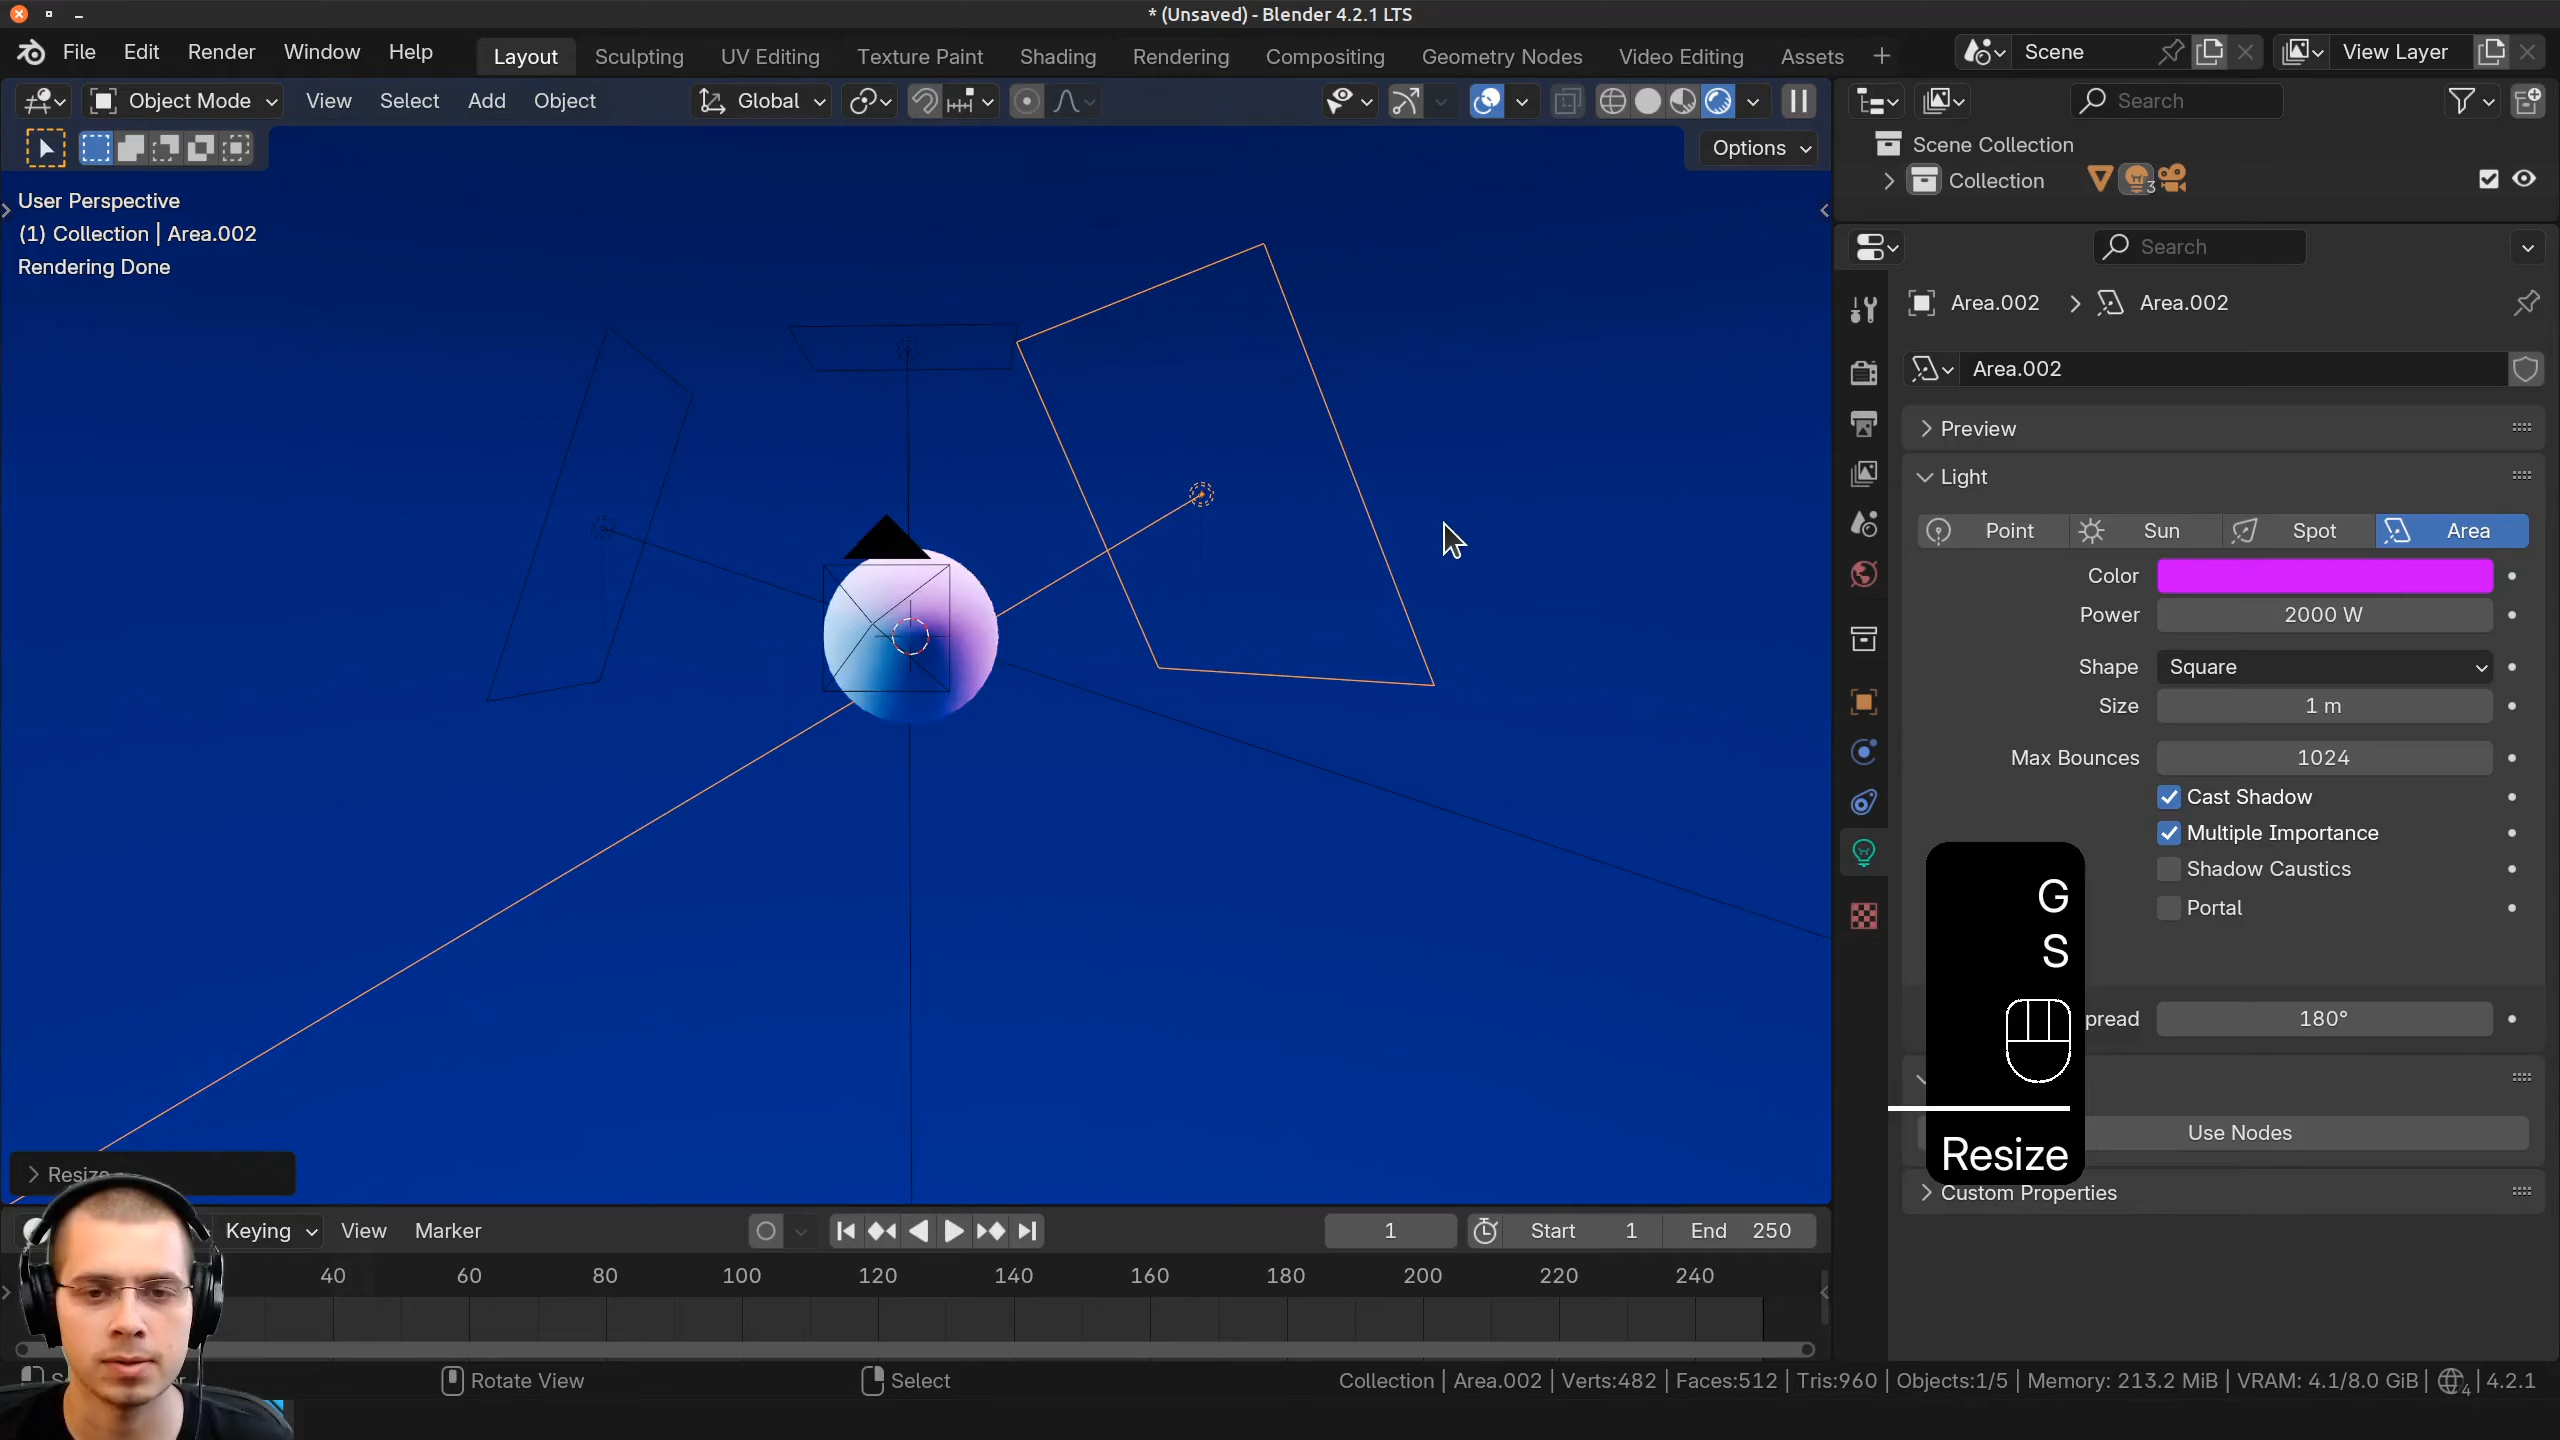 * (Unsaved) - Blender 4.2.1 LTS
File Edit Render Window Help Layout Sculpting UV Editing Texture Paint Shading Rendering Compositing Geometry Nodes Video Editing Assets + Scene View Layer
Object Mode View Select Add Object Global Search
Options
Scene Collection
Collection 3
User Perspective
(1) Collection | Area.002
Rendering Done
Search
Area.002 > Area.002
Area.002
Preview
Light
Point Sun Spot Area
Color
Power 2000 W
Shape Square
Size 1 m
Max Bounces 1024
Cast Shadow
Multiple Importance
Shadow Caustics
Portal
G
S
pread 180°
Use Nodes
Resize
Custom Properties
Resize
Keying View Marker 1 Start 1 End 250
40 60 80 100 120 140 160 180 200 220 240
Rotate View Select Collection | Area.002 | Verts:482 | Faces:512 | Tris:960 | Objects:1/5 | Memory: 213.2 MiB | VRAM: 4.1/8.0 GiB | 4 | 4.2.1